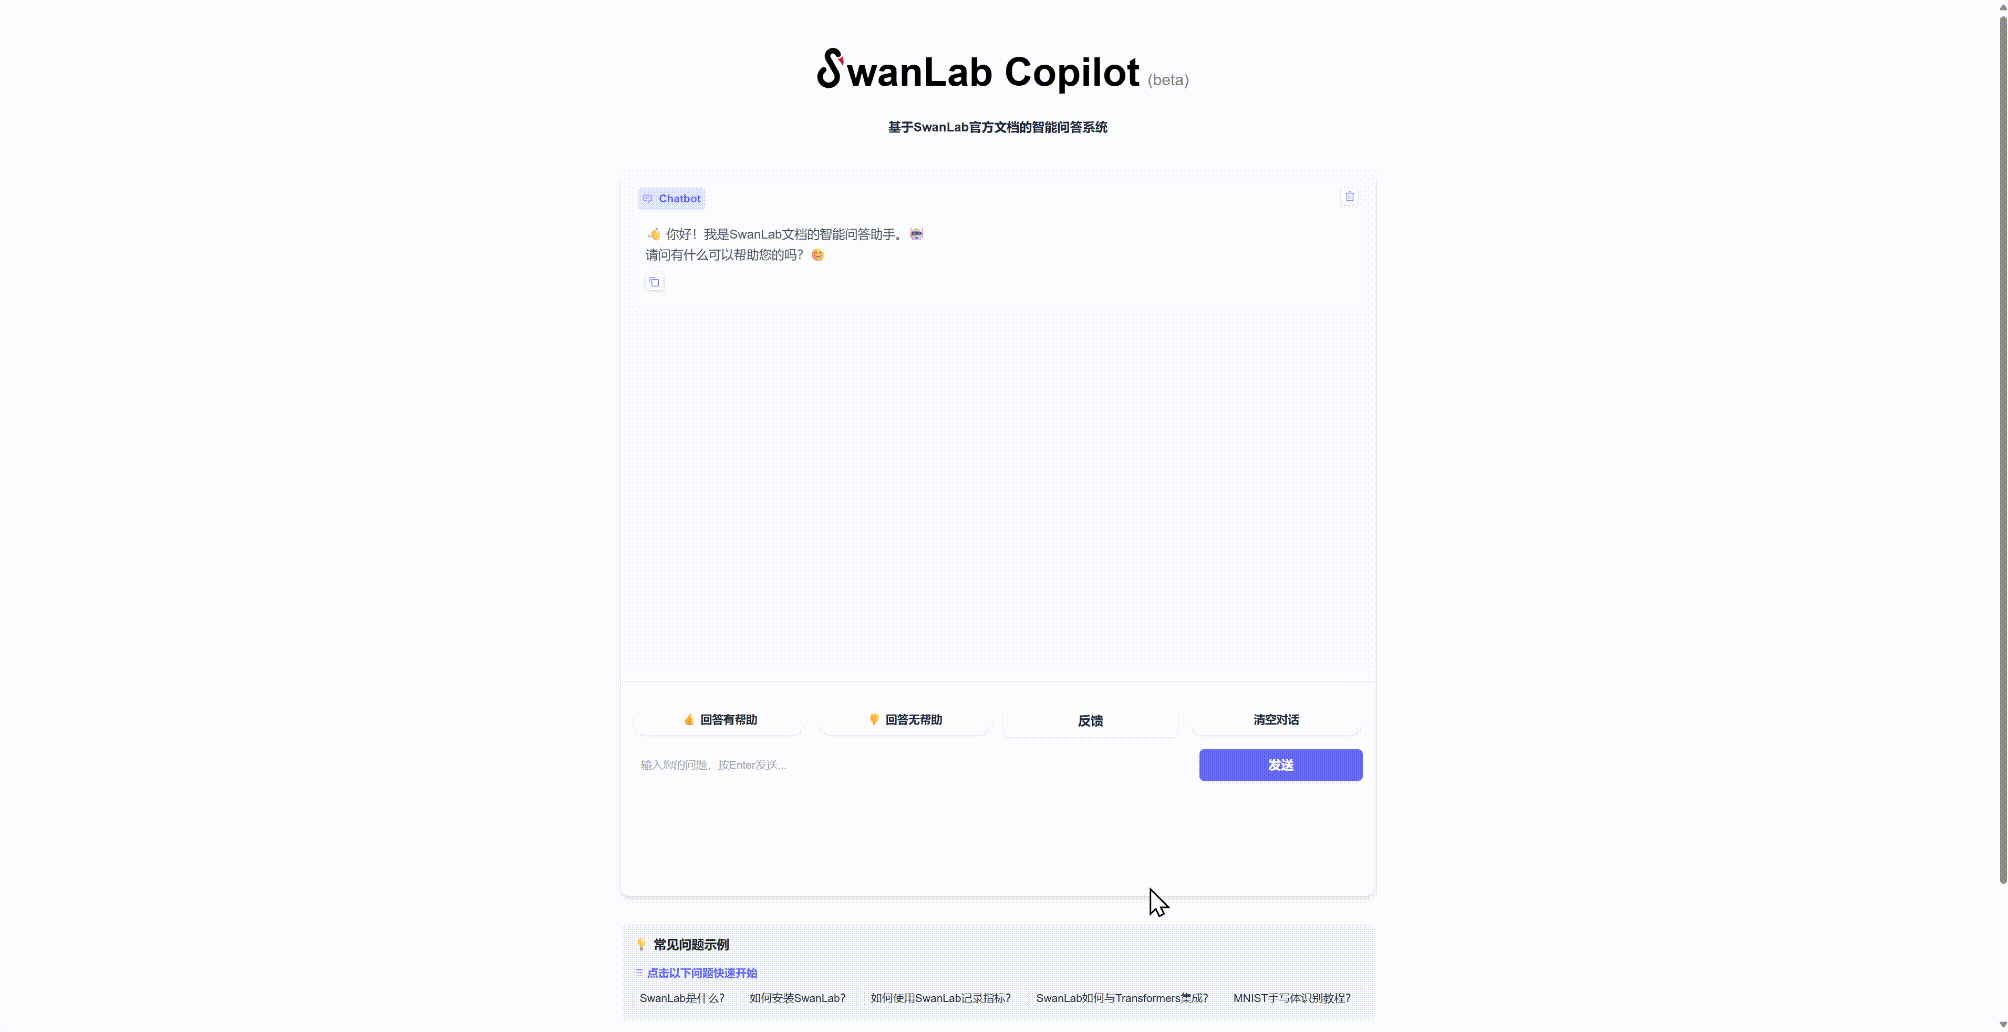 SwanLab Copilot (beta)
基于SwanLab官方文档的智能问答系统
Chatbot
👋 你好！我是SwanLab文档的智能问答助手。🤖
请问有什么可以帮助您的吗？😊
👍 回答有帮助
👎 回答无帮助
反馈
清空对话
输入您的问题，按Enter发送...
发送
💡 常见问题示例
点击以下问题快速开始
SwanLab是什么?
如何安装SwanLab?
如何使用SwanLab记录指标?
SwanLab如何与Transformers集成?
MNIST手写体识别教程?